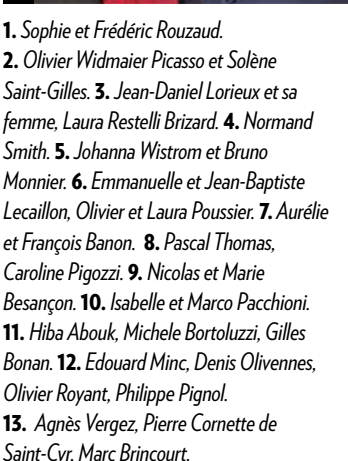 1. Sophie et Frédéric Rouzaud.
2. Olivier Widmaier Picasso et Solène
Saint-Gilles. 3. Jean-Daniel Lorieux et sa
femme, Laura Restelli Brizard. 4. Normand
Smith. 5. Johanna Wistrom et Bruno
Monnier. 6. Emmanuelle et Jean-Baptiste
Lecaillon, Olivier et Laura Poussier. 7. Aurélie
et François Banon. 8. Pascal Thomas,
Caroline Pigozzi. 9. Nicolas et Marie
Besançon. 10. Isabelle et Marco Pacchioni.
11. Hiba Abouk, Michele Bortoluzzi, Gilles
Bonan. 12. Edouard Minc, Denis Olivennes,
Olivier Royant, Philippe Pignol.
13. Agnès Vergez, Pierre Cornette de
Saint-Cyr, Marc Brincourt.